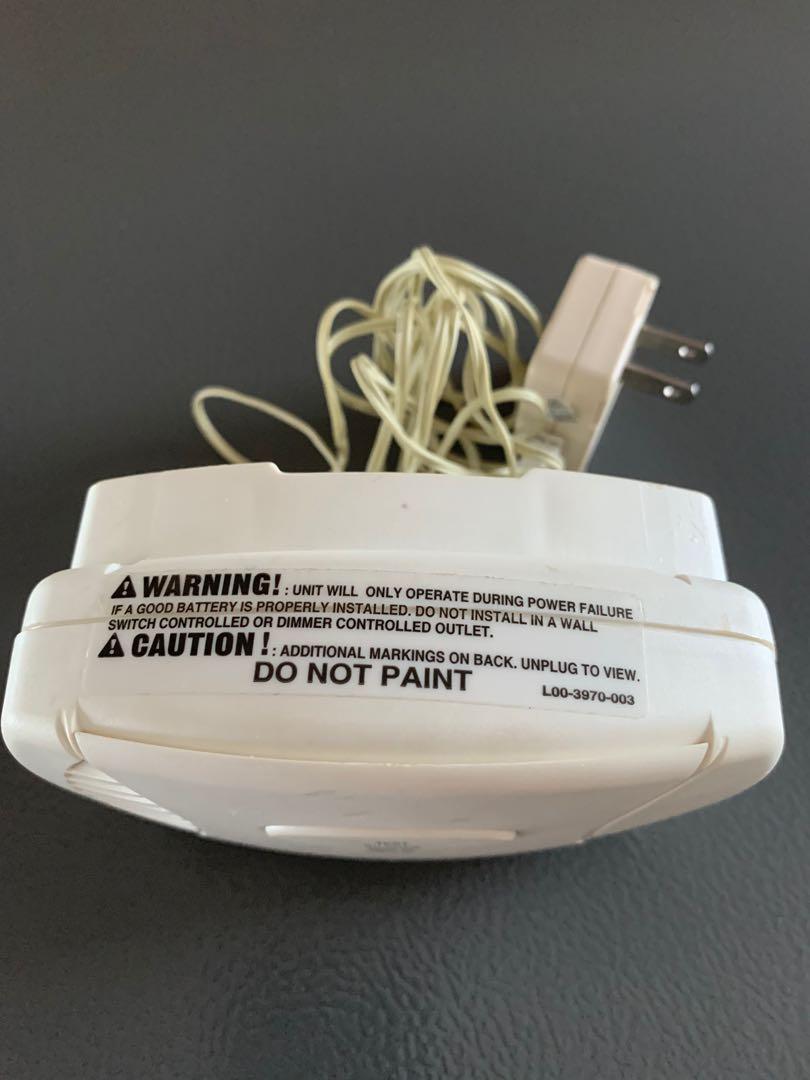 WARNING! : UNIT WILL ONLY OPERATE DURING POWER FAILURE
IF A GOOD BATTERY IS PROPERLY INSTALLED. DO NOT INSTALL IN A WALL
SWITCH CONTROLLED OR DIMMER CONTROLLED OUTLET.
CAUTION! : ADDITIONAL MARKINGS ON BACK. UNPLUG TO VIEW.
DO NOT PAINT
L00-3970-003